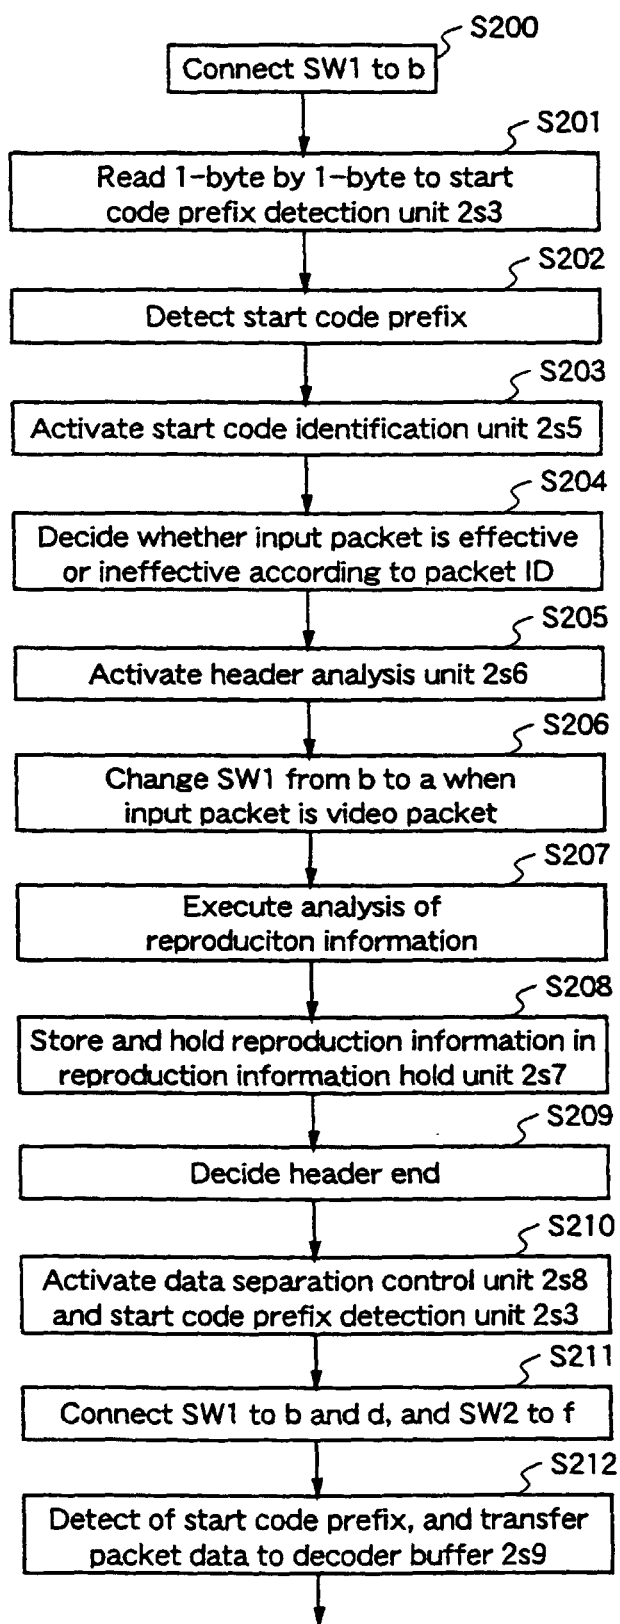 S200
Connect SW1 to b
S201
Read 1-byte by 1-byte to start
code prefix detection unit 2s3
S202
Detect start code prefix
S203
Activate start code identification unit 2s5
S204
Decide whether input packet is effective
or ineffective according to packet ID
S205
Activate header analysis unit 2s6
S206
Change SW1 from b to a when
input packet is video packet
S207
Execute analysis of
reproduciton information
S208
Store and hold reproduction information in
reproduction information hold unit 2s7
S209
Decide header end
S210
Activate data separation control unit 2s8
and start code prefix detection unit 2s3
S211
Connect SW1 to b and d, and SW2 to f
S212
Detect of start code prefix, and transfer
packet data to decoder buffer 2s9